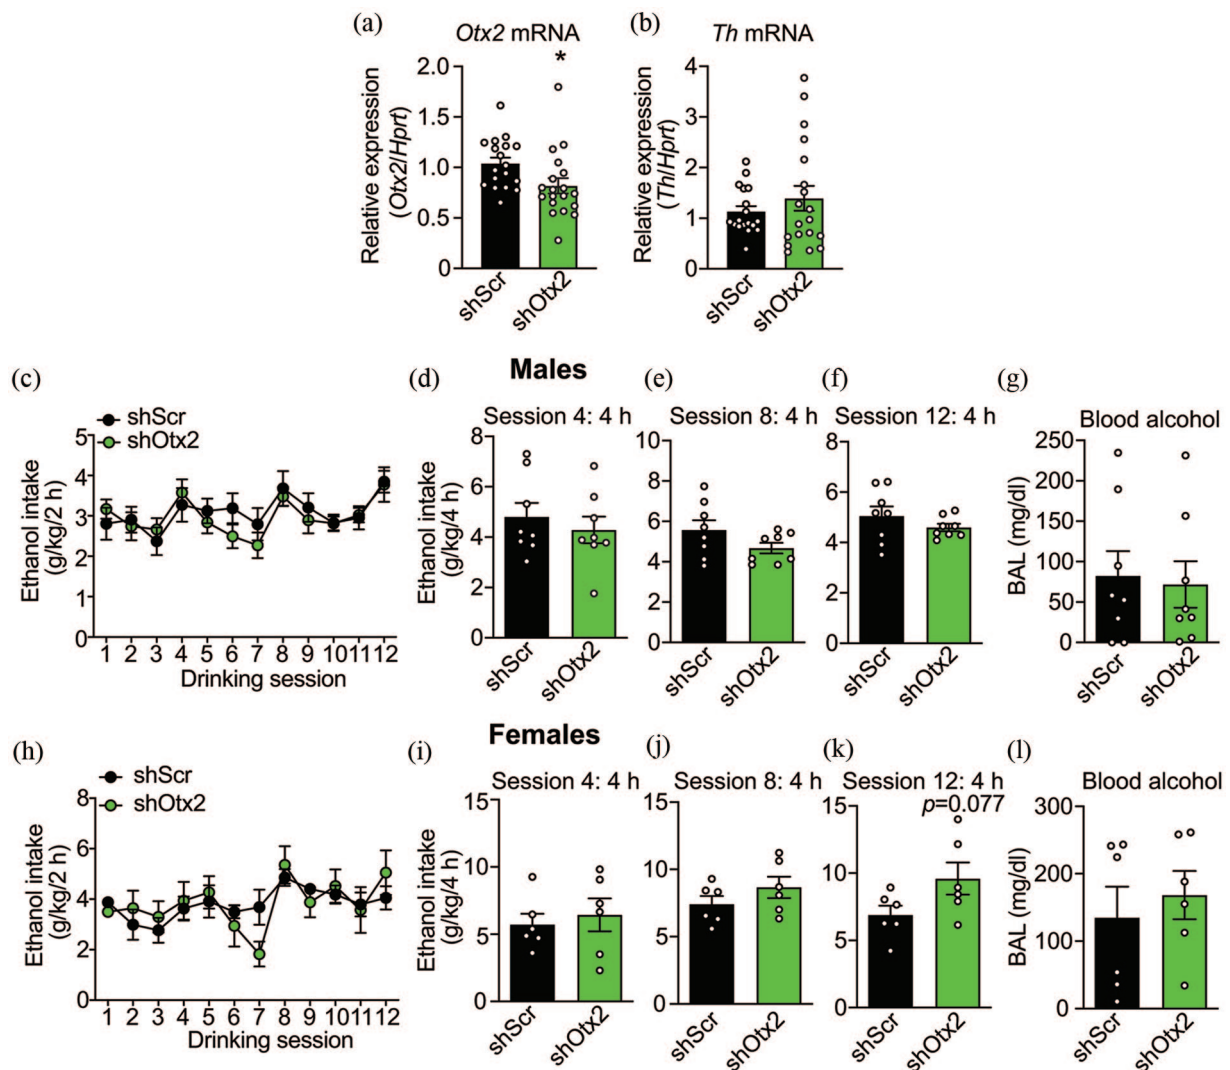 (a)
Otx2 mRNA
*
Relative expression
(Otx2/Hprt)
2.0
1.5
1.0
0.5
0
shScr
shOtx2
(b)
Th mRNA
Relative expression
(Th/Hprt)
4
3
2
1
0
shScr
shOtx2
Males
(c)
shScr
shOtx2
Ethanol intake
(g/kg/2 h)
5
4
3
2
1
0
1 2 3 4 5 6 7 8 9 10 11 12
Drinking session
(d)
Session 4: 4 h
Ethanol intake
(g/kg/4 h)
8
6
4
2
0
shScr
shOtx2
(e)
Session 8: 4 h
10
8
6
4
2
0
shScr
shOtx2
(f)
Session 12: 4 h
8
6
4
2
0
shScr
shOtx2
(g)
Blood alcohol
BAL (mg/dl)
250
200
150
100
50
0
shScr
shOtx2
Females
(h)
shScr
shOtx2
Ethanol intake
(g/kg/2 h)
8
6
4
2
0
1 2 3 4 5 6 7 8 9 10 11 12
Drinking session
(i)
Session 4: 4 h
Ethanol intake
(g/kg/4 h)
15
10
5
0
shScr
shOtx2
(j)
Session 8: 4 h
15
10
5
0
shScr
shOtx2
(k)
Session 12: 4 h
p=0.077
15
10
5
0
shScr
shOtx2
(l)
Blood alcohol
BAL (mg/dl)
300
200
100
0
shScr
shOtx2